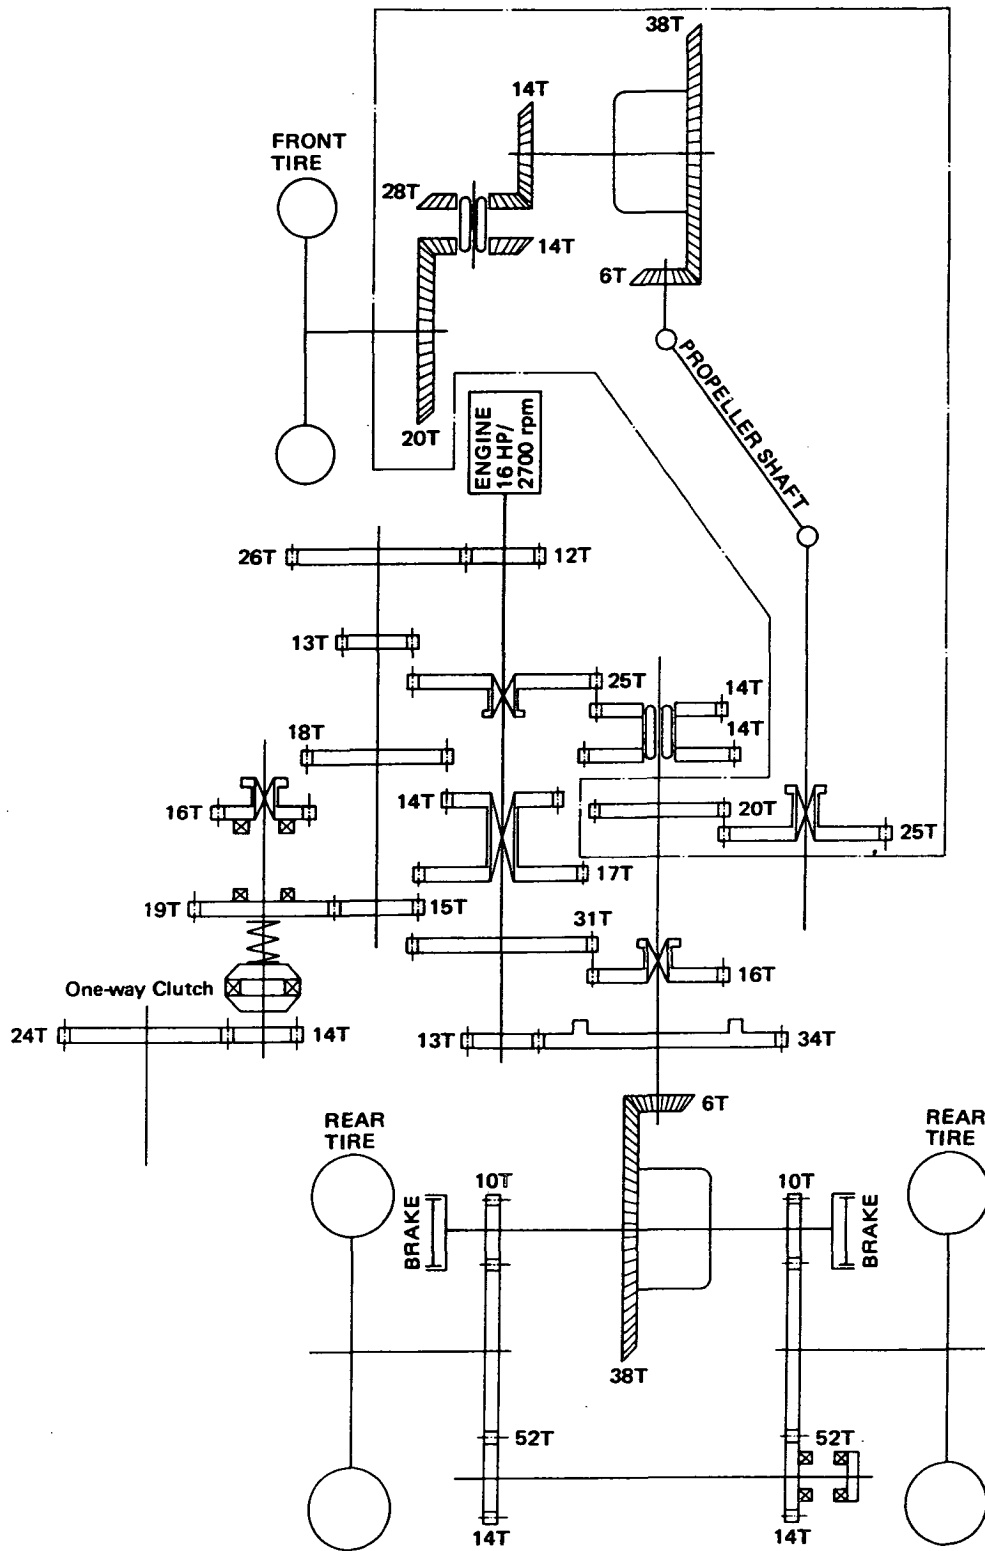 38T
14T
FRONT
TIRE
28T
14T
6T
PROPELLER SHAFT
20T
ENGINE
16 HP/
2700 rpm
26T
12T
13T
25T
14T
18T
14T
16T
14T
20T
25T
17T
19T
15T
31T
One-way Clutch
16T
24T
14T
13T
34T
6T
REAR
TIRE
REAR
TIRE
10T
10T
BRAKE
BRAKE
38T
52T
52T
14T
14T